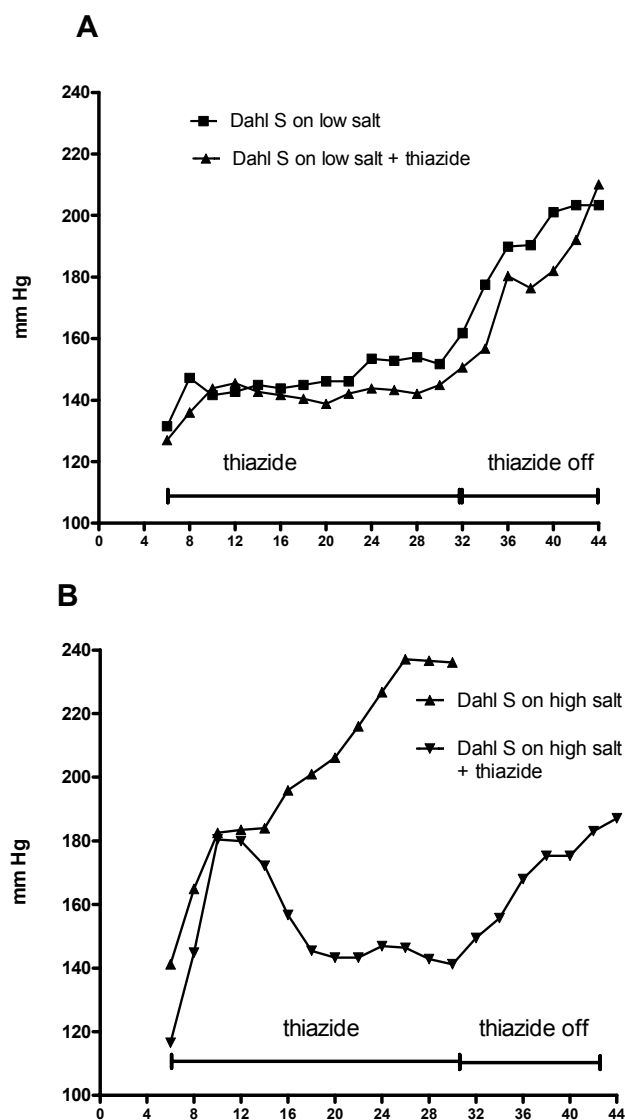 A
240
220
200
180
160
140
120
100
mm Hg
Dahl S on low salt
Dahl S on low salt + thiazide
thiazide
thiazide off
0 4 8 12 16 20 24 28 32 36 40 44
B
240
220
200
180
160
140
120
100
mm Hg
Dahl S on high salt
Dahl S on high salt
+ thiazide
thiazide
thiazide off
0 4 8 12 16 20 24 28 32 36 40 44